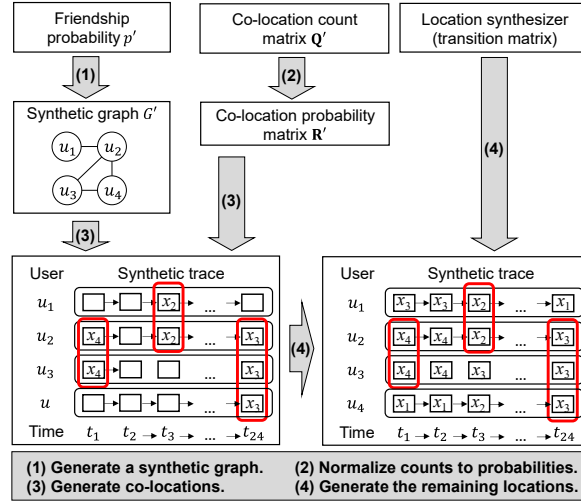 Friendship
probability p′
Co-location count
matrix Q′
Location synthesizer
(transition matrix)
(1)
(2)
Synthetic graph G′
Co-location probability
matrix R′
u₁ u₂
u₃ u₄
(3)
(3)
(4)
User Synthetic trace
u₁ x₂ ...
u₂ x₄ x₂ ... x₃
u₃ x₄ ... x₃
u ... x₃
Time t₁ t₂ t₃ ... t₂₄
(4)
User Synthetic trace
u₁ x₃ x₃ x₂ ... x₁
u₂ x₄ x₄ x₂ ... x₃
u₃ x₄ x₄ x₃ ... x₃
u₄ x₁ x₁ x₂ ... x₃
Time t₁ t₂ t₃ ... t₂₄
(1) Generate a synthetic graph. (2) Normalize counts to probabilities.
(3) Generate co-locations. (4) Generate the remaining locations.